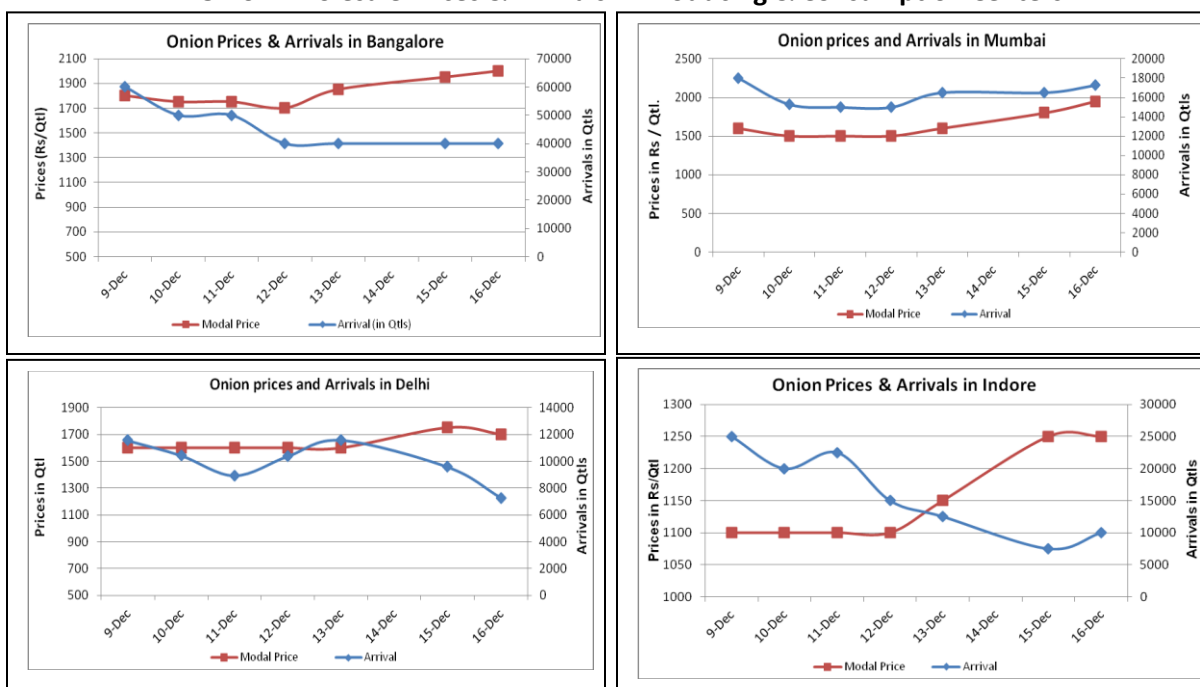 Onion Prices & Arrivals in Bangalore
Prices (Rs/Qtl)
2100
1900
1700
1500
1300
1100
900
700
500
70000
60000
50000
40000
30000
20000
10000
0
Arrivals in Qtls
9-Dec
10-Dec
11-Dec
12-Dec
13-Dec
14-Dec
15-Dec
16-Dec
Modal Price
Arrival (in Qtls)
Onion prices and Arrivals in Mumbai
Prices in Rs / Qtl.
2500
2000
1500
1000
500
0
20000
18000
16000
14000
12000
10000
8000
6000
4000
2000
0
Arrivals in Qtls
9-Dec
10-Dec
11-Dec
12-Dec
13-Dec
14-Dec
15-Dec
16-Dec
Modal Price
Arrival
Onion prices and Arrivals in Delhi
Prices in Qtl
1900
1700
1500
1300
1100
900
700
500
14000
12000
10000
8000
6000
4000
2000
0
Arrivals in Qtls
9-Dec
10-Dec
11-Dec
12-Dec
13-Dec
14-Dec
15-Dec
16-Dec
Modal Price
Arrival
Onion Prices & Arrivals in Indore
Prices in Rs/Qtl
1300
1250
1200
1150
1100
1050
1000
30000
25000
20000
15000
10000
5000
0
Arrivals in Qtls
9-Dec
10-Dec
11-Dec
12-Dec
13-Dec
14-Dec
15-Dec
16-Dec
Modal Price
Arrival